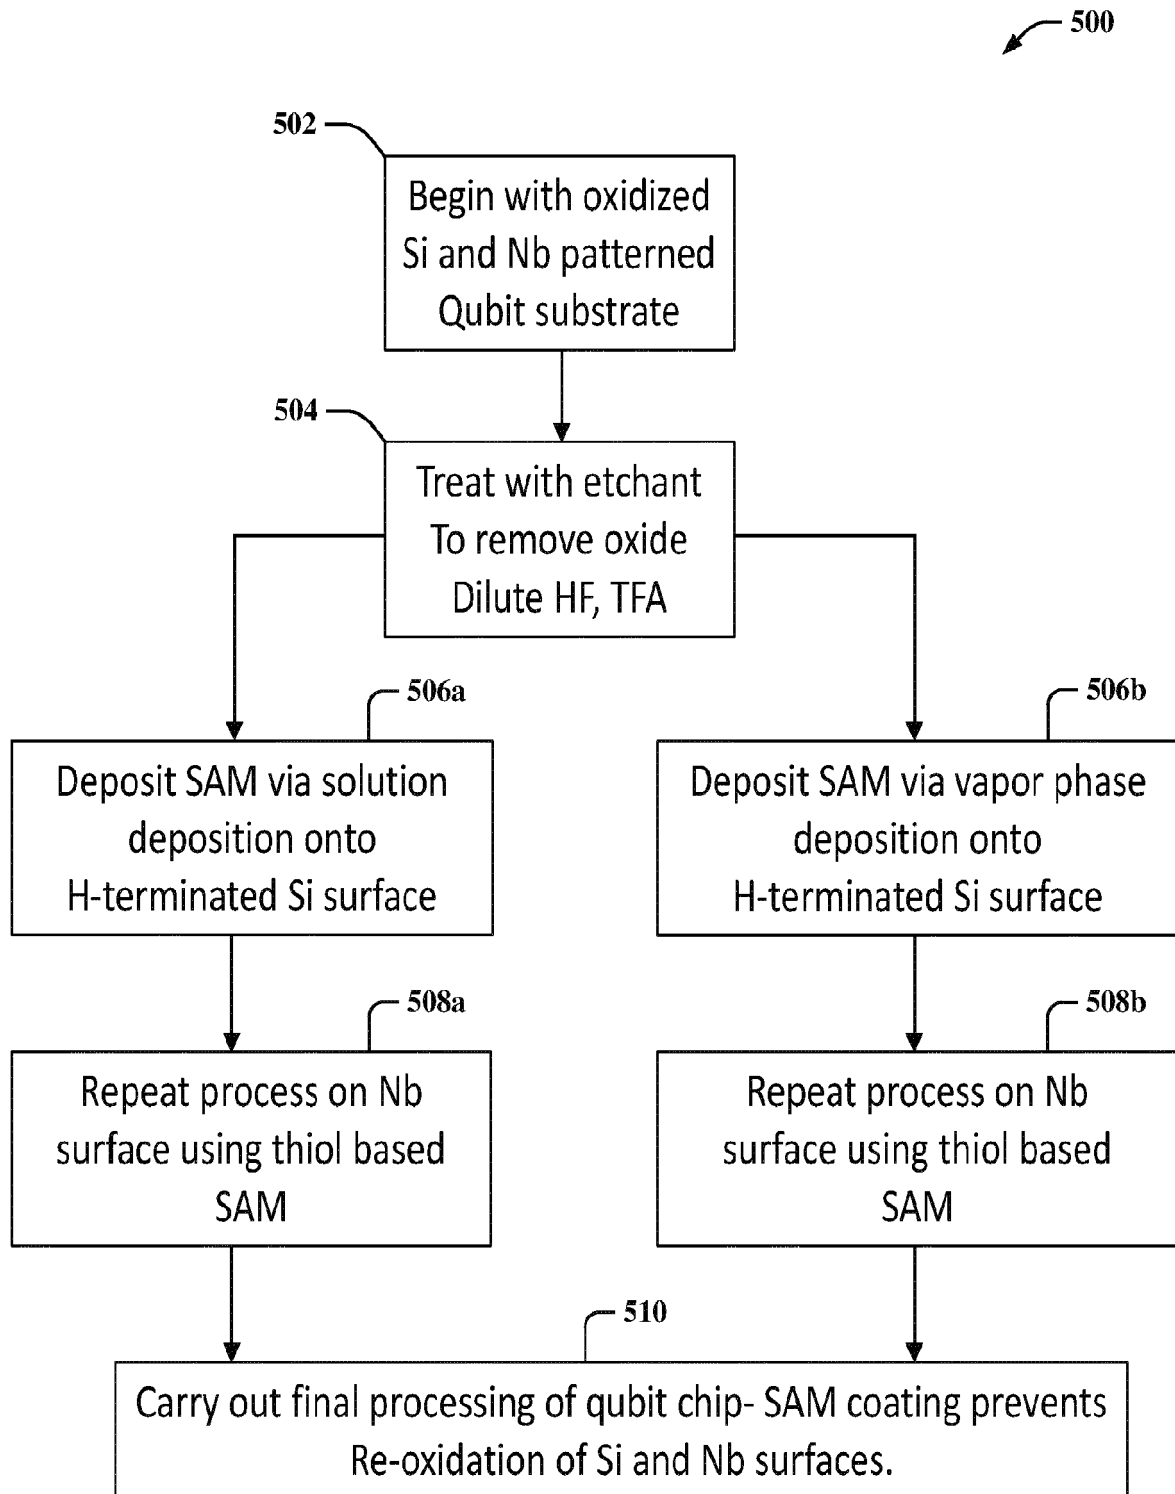 500
502
Begin with oxidized
Si and Nb patterned
Qubit substrate
504
Treat with etchant
To remove oxide
Dilute HF, TFA
506a
Deposit SAM via solution
deposition onto
H-terminated Si surface
506b
Deposit SAM via vapor phase
deposition onto
H-terminated Si surface
508a
Repeat process on Nb
surface using thiol based
SAM
508b
Repeat process on Nb
surface using thiol based
SAM
510
Carry out final processing of qubit chip- SAM coating prevents
Re-oxidation of Si and Nb surfaces.